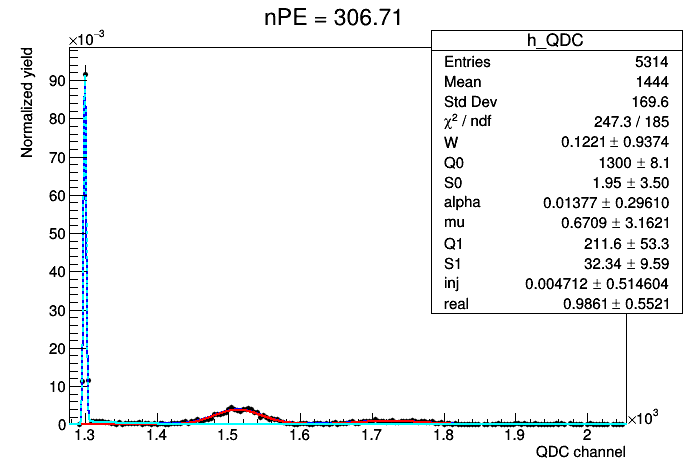 nPE = 306.71
×10⁻³
Normalized yield
h_QDC
Entries 5314
Mean 1444
Std Dev 169.6
χ² / ndf 247.3 / 185
W 0.1221 ± 0.9374
Q0 1300 ± 8.1
S0 1.95 ± 3.50
alpha 0.01377 ± 0.29610
mu 0.6709 ± 3.1621
Q1 211.6 ± 53.3
S1 32.34 ± 9.59
inj 0.004712 ± 0.514604
real 0.9861 ± 0.5521
90
80
70
60
50
40
30
20
10
0
1.3 1.4 1.5 1.6 1.7 1.8 1.9 2
×10³
QDC channel